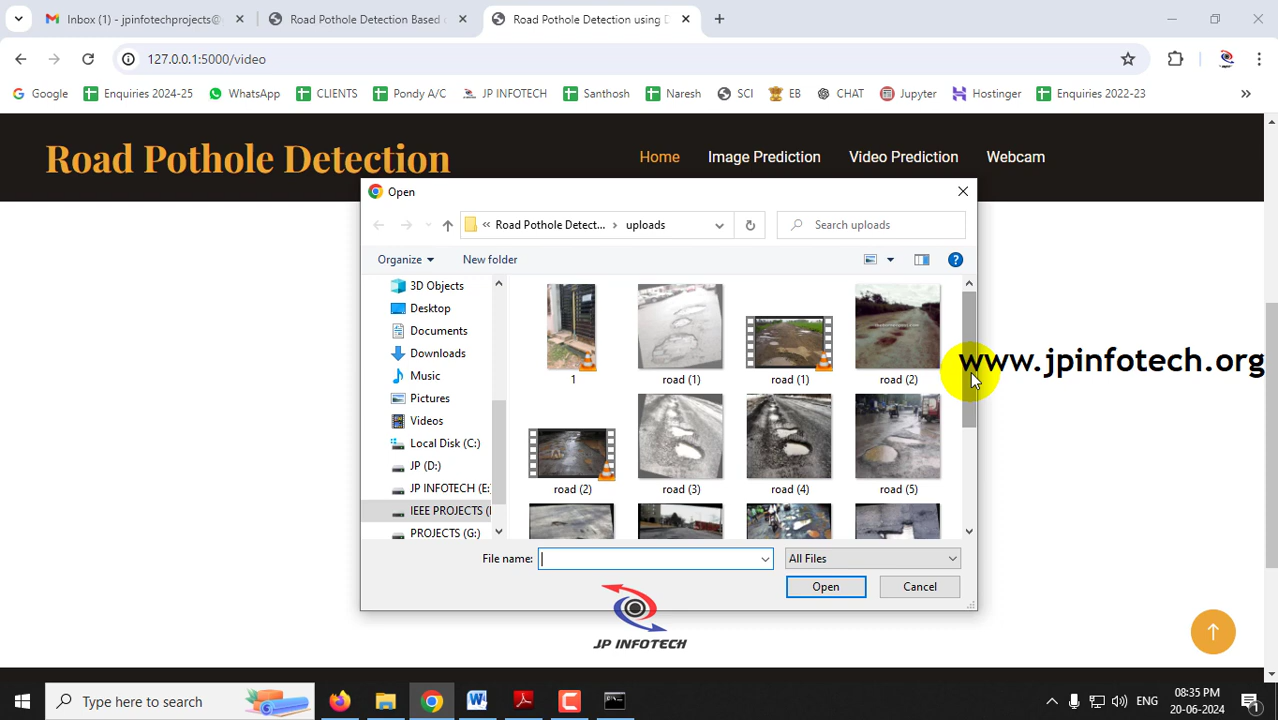 Inbox (1) - jpinfotechprojects@
Road Pothole Detection Based
Road Pothole Detection using
127.0.0.1:5000/video
Google
Enquiries 2024-25
WhatsApp
CLIENTS
Pondy A/C
JP INFOTECH
Santhosh
Naresh
SCI
EB
CHAT
Jupyter
Hostinger
Enquiries 2022-23
»
Road Pothole Detection
Home
Image Prediction
Video Prediction
Webcam
Open
« Road Pothole Detect... › uploads
Search uploads
Organize
New folder
3D Objects
Desktop
Documents
Downloads
Music
Pictures
Videos
Local Disk (C:)
JP (D:)
JP INFOTECH (E:
IEEE PROJECTS (
PROJECTS (G:)
1
road (1)
road (1)
road (2)
road (2)
road (3)
road (4)
road (5)
www.jpinfotech.org
File name:
All Files
Open
Cancel
JP INFOTECH
Type here to search
ENG
08:35 PM
20-06-2024
1